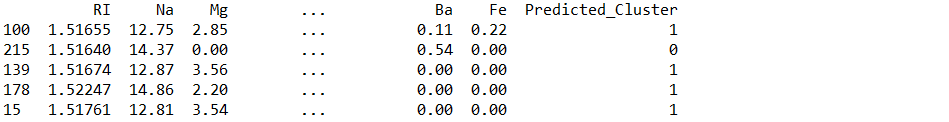 RI Na Mg ... Ba Fe Predicted_Cluster
100 1.51655 12.75 2.85 ... 0.11 0.22 1
215 1.51640 14.37 0.00 ... 0.54 0.00 0
139 1.51674 12.87 3.56 ... 0.00 0.00 1
178 1.52247 14.86 2.20 ... 0.00 0.00 1
15 1.51761 12.81 3.54 ... 0.00 0.00 1